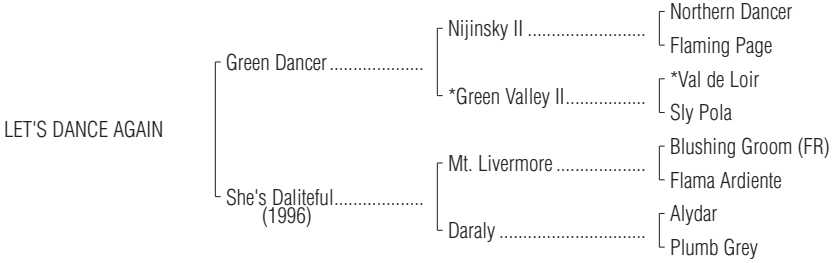 Northern Dancer
Nijinsky II ........................
Flaming Page
Green Dancer ...................
*Val de Loir
*Green Valley II ................
Sly Pola
LET'S DANCE AGAIN
Blushing Groom (FR)
Mt. Livermore ..................
Flama Ardiente
She's Daliteful ..................
(1996)
Alydar
Daraly ..............................
Plumb Grey